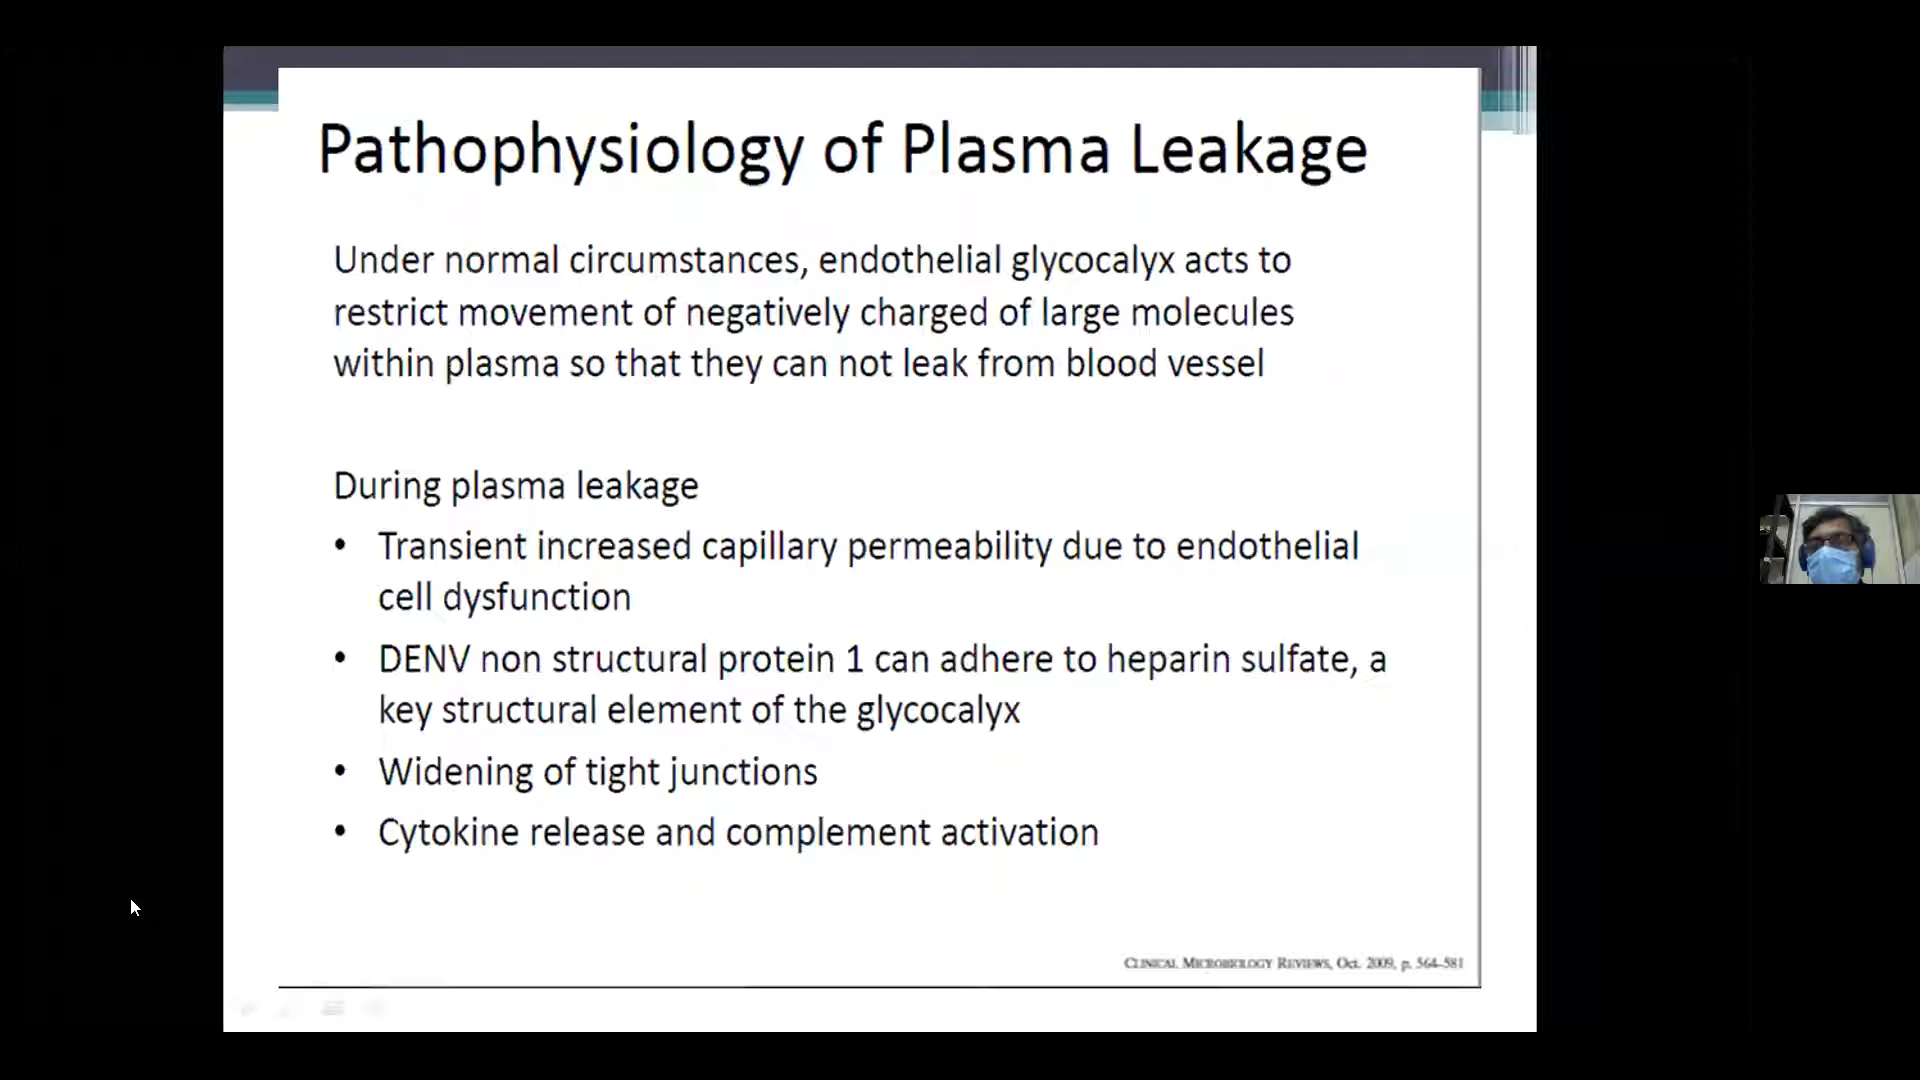 Pathophysiology of Plasma Leakage
Under normal circumstances, endothelial glycocalyx acts to
restrict movement of negatively charged of large molecules
within plasma so that they can not leak from blood vessel
During plasma leakage
• Transient increased capillary permeability due to endothelial
cell dysfunction
• DENV non structural protein 1 can adhere to heparin sulfate, a
key structural element of the glycocalyx
• Widening of tight junctions
• Cytokine release and complement activation
CLINICAL MICROBIOLOGY REVIEWS, Oct. 2009, p. 564–581